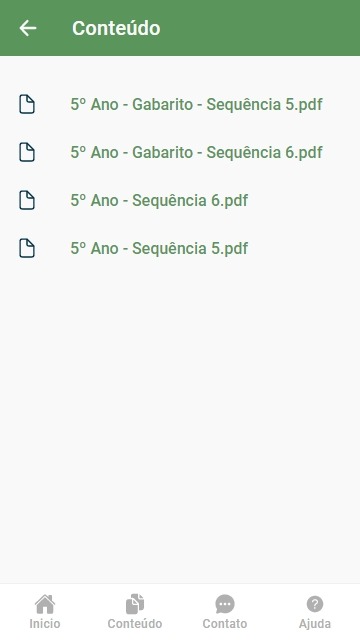 Conteúdo
5º Ano - Gabarito - Sequência 5.pdf
5º Ano - Gabarito - Sequência 6.pdf
5º Ano - Sequência 6.pdf
5º Ano - Sequência 5.pdf
Inicio
Conteúdo
Contato
Ajuda